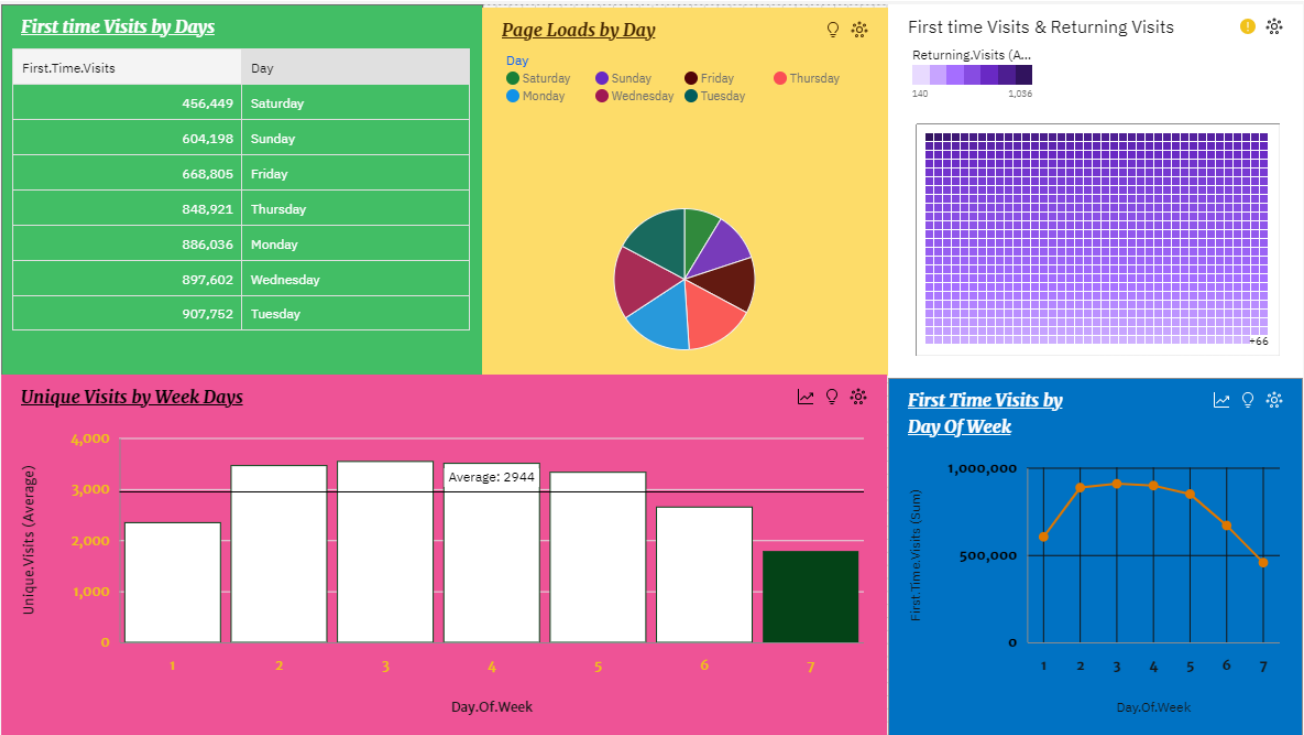 First time Visits by Days
First.Time.Visits Day
456,449 Saturday
604,198 Sunday
668,805 Friday
848,921 Thursday
886,036 Monday
897,602 Wednesday
907,752 Tuesday
Page Loads by Day
Day
Saturday Sunday Friday Thursday
Monday Wednesday Tuesday
First time Visits & Returning Visits
Returning.Visits (A...
140 1,036
+66
Unique Visits by Week Days
Unique.Visits (Average)
4,000
3,000
2,000
1,000
0
Average: 2944
1 2 3 4 5 6 7
Day.Of.Week
First Time Visits by
Day Of Week
First.Time.Visits (Sum)
1,000,000
500,000
0
1 2 3 4 5 6 7
Day.Of.Week